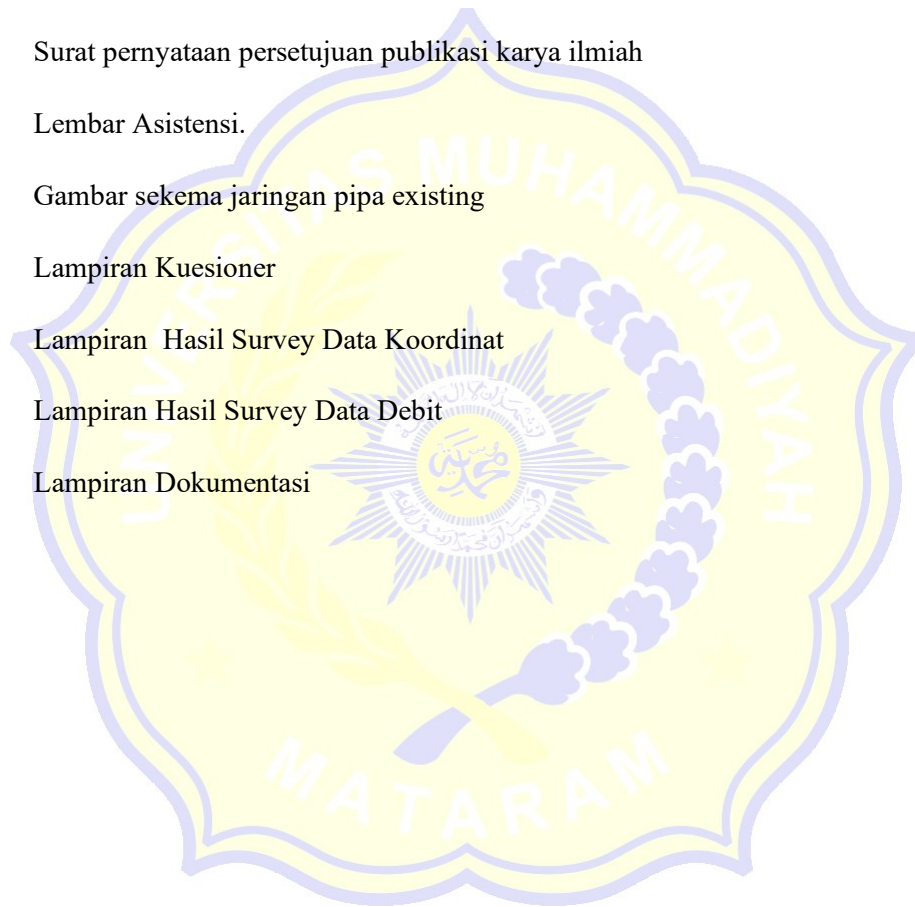 Surat pernyataan persetujuan publikasi karya ilmiah
Lembar Asistensi.
Gambar sekema jaringan pipa existing
Lampiran Kuesioner
Lampiran  Hasil Survey Data Koordinat
Lampiran Hasil Survey Data Debit
Lampiran Dokumentasi
UNIVERSITAS MUHAMMADIYAH
MATARAM